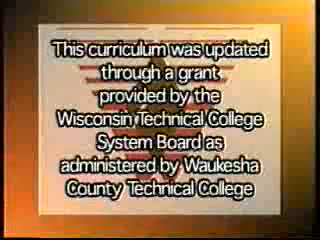 This curriculum was updated
through a grant
provided by the
Wisconsin Technical College
System Board as
administered by Waukesha
County Technical College